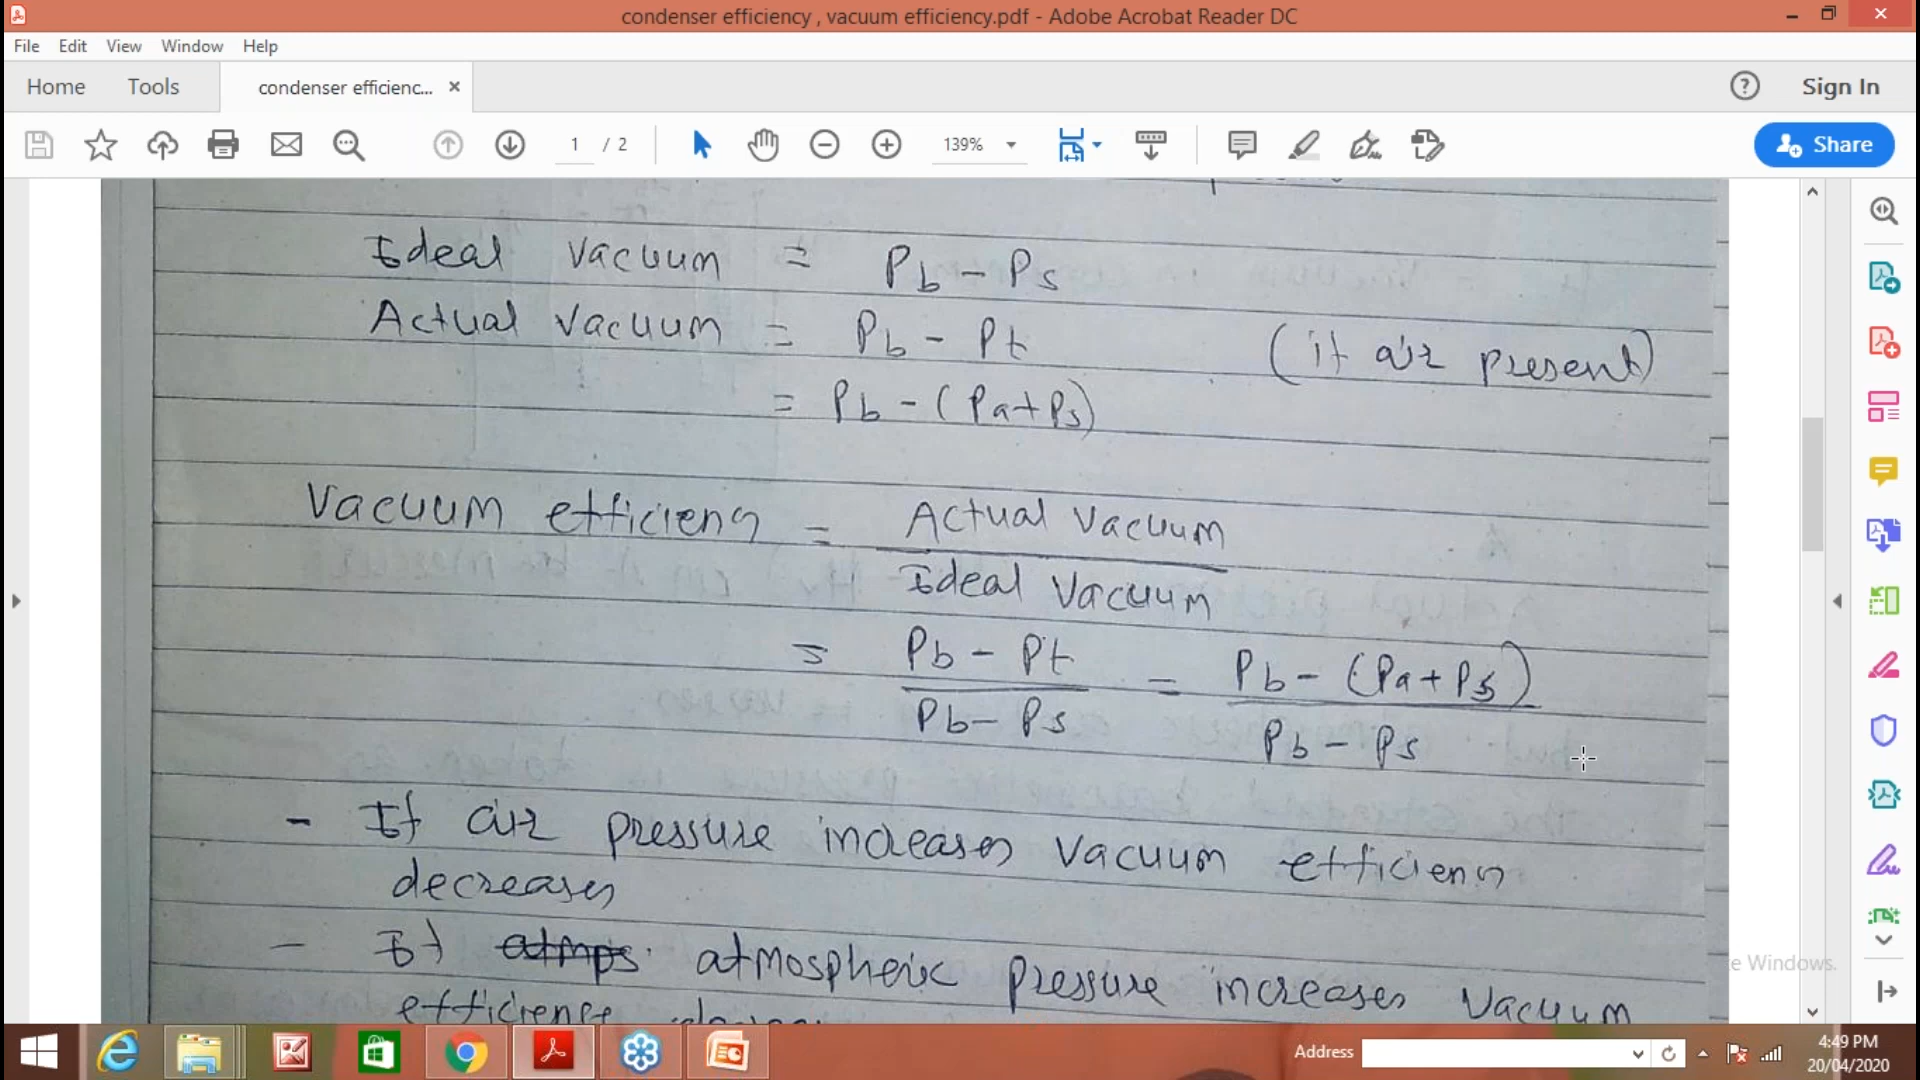 condenser efficiency , vacuum efficiency.pdf - Adobe Acrobat Reader DC
File Edit View Window Help
Home Tools condenser efficienc... × Sign In
1 / 2 139% Share
Ideal Vacuum = Pb - Ps
Actual Vacuum = Pb - Pt (if air present)
= Pb - (Pa+Ps)
Vacuum efficiency = Actual Vacuum
Ideal Vacuum
= Pb - Pt = Pb - (Pa+Ps)
Pb - Ps Pb - Ps
- If air pressure increases Vacuum efficiency
decreases
- If atmps. atmospheric pressure increases Vacuum
e Windows.
Address 4:49 PM
20/04/2020